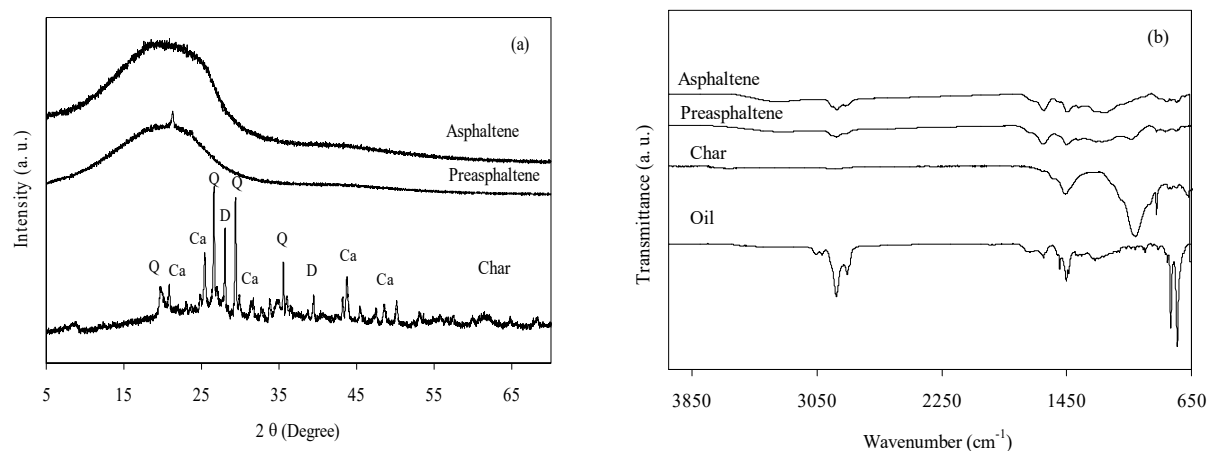 (a)
Asphaltene
Preasphaltene
Q
Q
D
Ca
Q
Q
Ca
Ca
D
Ca
Ca
Char
5 15 25 35 45 55 65
2 θ (Degree)
Intensity (a. u.)
(b)
Asphaltene
Preasphaltene
Char
Oil
3850 3050 2250 1450 650
Wavenumber (cm-1)
Transmittance (a. u.)